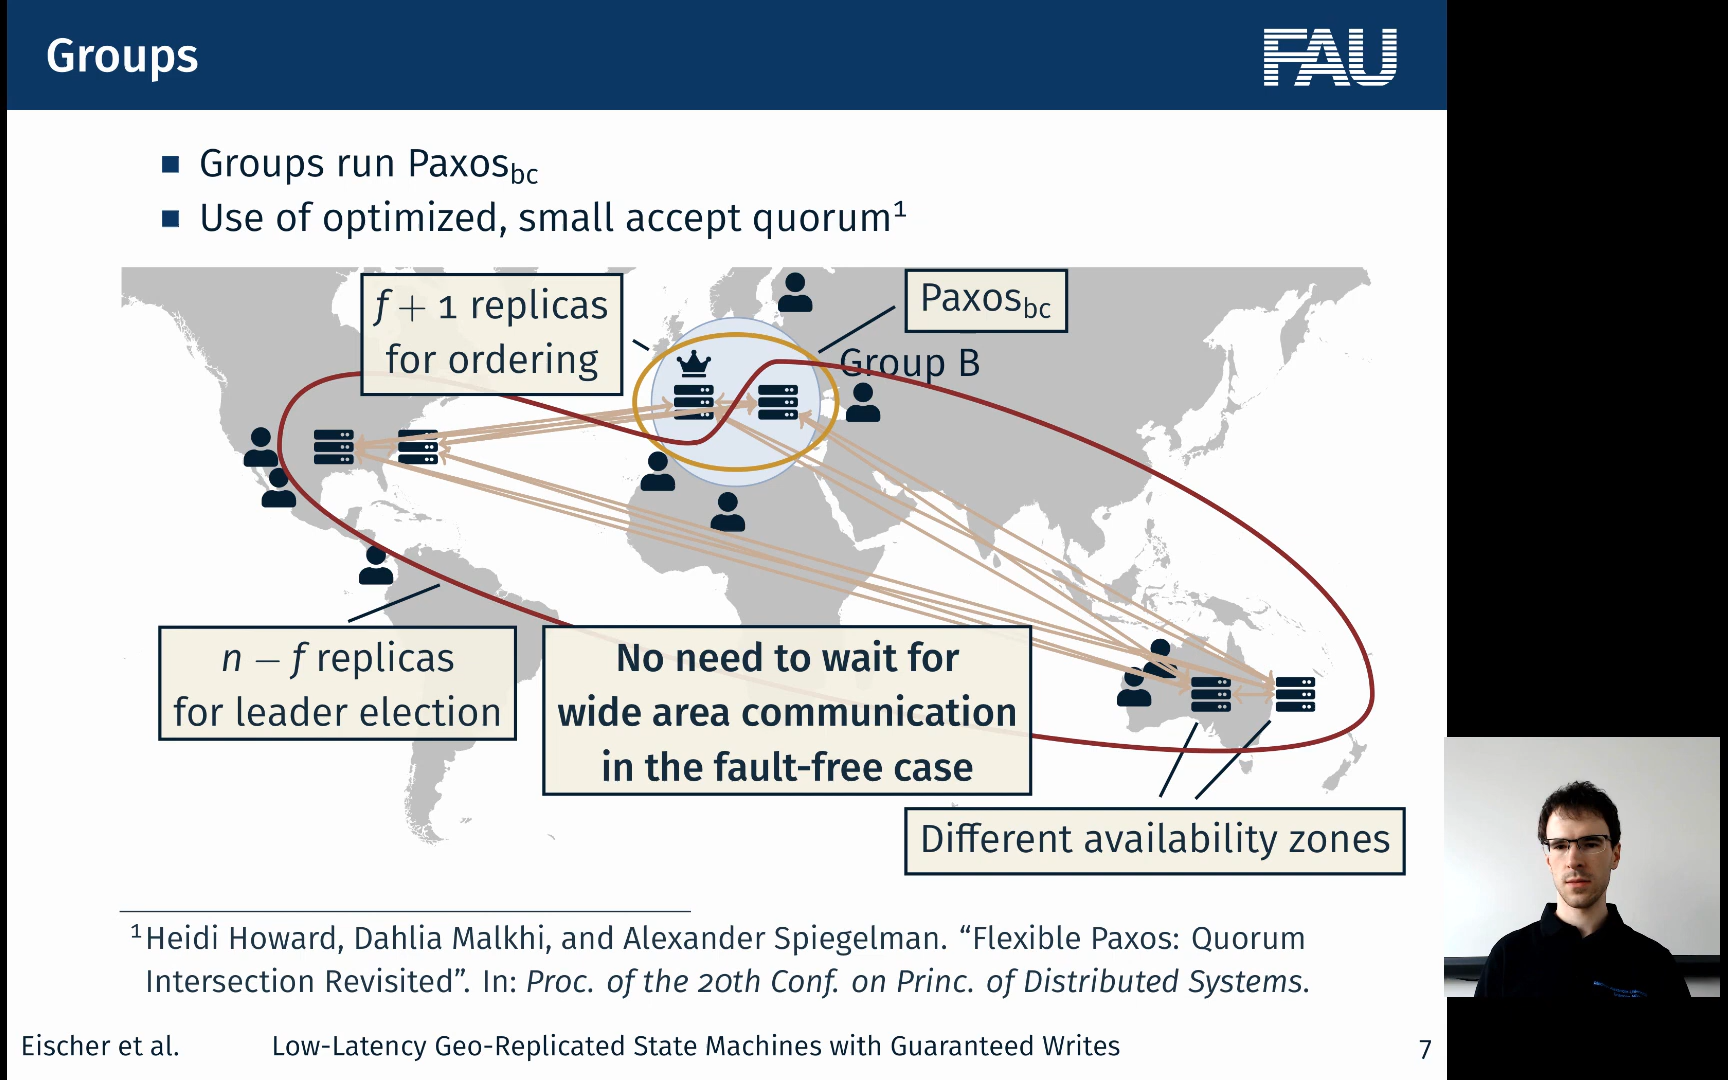 Groups
FAU
Groups run Paxosbc
Use of optimized, small accept quorum¹
f + 1 replicas
for ordering
Paxosbc
Group B
n − f replicas
for leader election
No need to wait for
wide area communication
in the fault-free case
Different availability zones
¹Heidi Howard, Dahlia Malkhi, and Alexander Spiegelman. “Flexible Paxos: Quorum
Intersection Revisited”. In: Proc. of the 20th Conf. on Princ. of Distributed Systems.
Eischer et al. Low-Latency Geo-Replicated State Machines with Guaranteed Writes 7